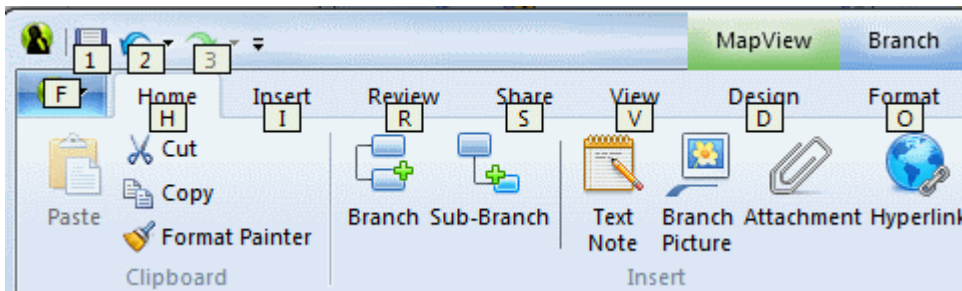 MapView Branch
1 2 3
F Home Insert Review Share View Design Format
H I R S V D O
Cut
Copy
Paste Format Painter
Branch Sub-Branch Text Note Branch Picture Attachment Hyperlink
Clipboard Insert